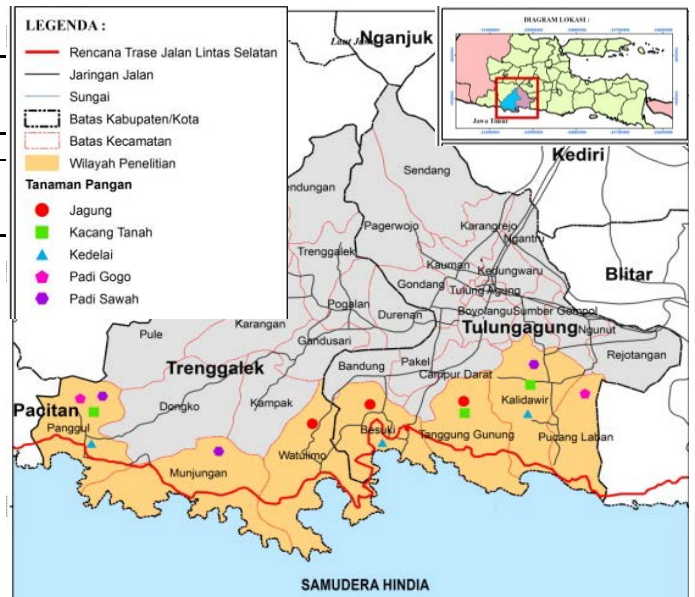 LEGENDA :
Rencana Trase Jalan Lintas Selatan
Jaringan Jalan
Sungai
Batas Kabupaten/Kota
Batas Kecamatan
Wilayah Penelitian
Tanaman Pangan
Jagung
Kacang Tanah
Kedelai
Padi Gogo
Padi Sawah
DIAGRAM LOKASI :
Jawa Timur
Nganjuk
Kediri
Blitar
Sendang
Pagerwojo
Karangrejo
Ngantru
Kauman
Kedungwaru
Gondang
Tulung Agung
Boyolangu
Sumber Gempol
Tulungagung
Ngunut
Rejotangan
endungan
Trenggalek
Pogalan
Durenan
Karangan
Gandusari
Pule
Trenggalek
Bandung
Pakel
Campur Darat
Kalidawir
Dongko
Kampak
Pacitan
Panggul
Besuki
Tanggung Gunung
Pucang Laban
Munjungan
Watulimo
SAMUDERA HINDIA